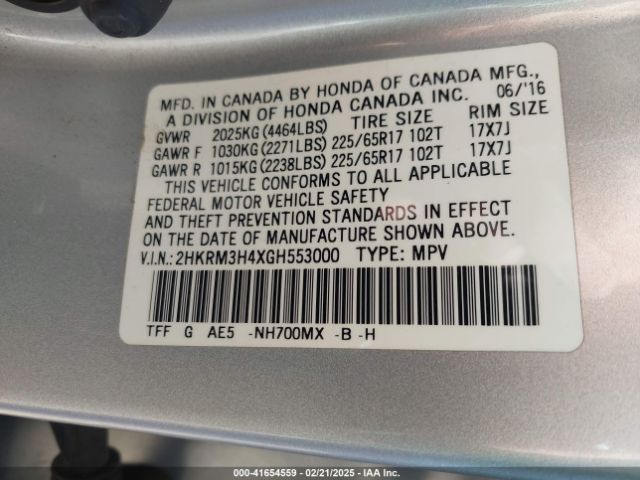 MFD. IN CANADA BY HONDA OF CANADA MFG.,
A DIVISION OF HONDA CANADA INC. 06/'16
GVWR 2025KG (4464LBS) TIRE SIZE RIM SIZE
GAWR F 1030KG (2271LBS) 225/65R17 102T 17X7J
GAWR R 1015KG (2238LBS) 225/65R17 102T 17X7J
THIS VEHICLE CONFORMS TO ALL APPLICABLE
FEDERAL MOTOR VEHICLE SAFETY
AND THEFT PREVENTION STANDARDS IN EFFECT
ON THE DATE OF MANUFACTURE SHOWN ABOVE.
V.I.N.: 2HKRM3H4XGH553000 TYPE: MPV
TFF G AE5 -NH700MX -B -H
000-41654559 - 02/21/2025 - IAA Inc.